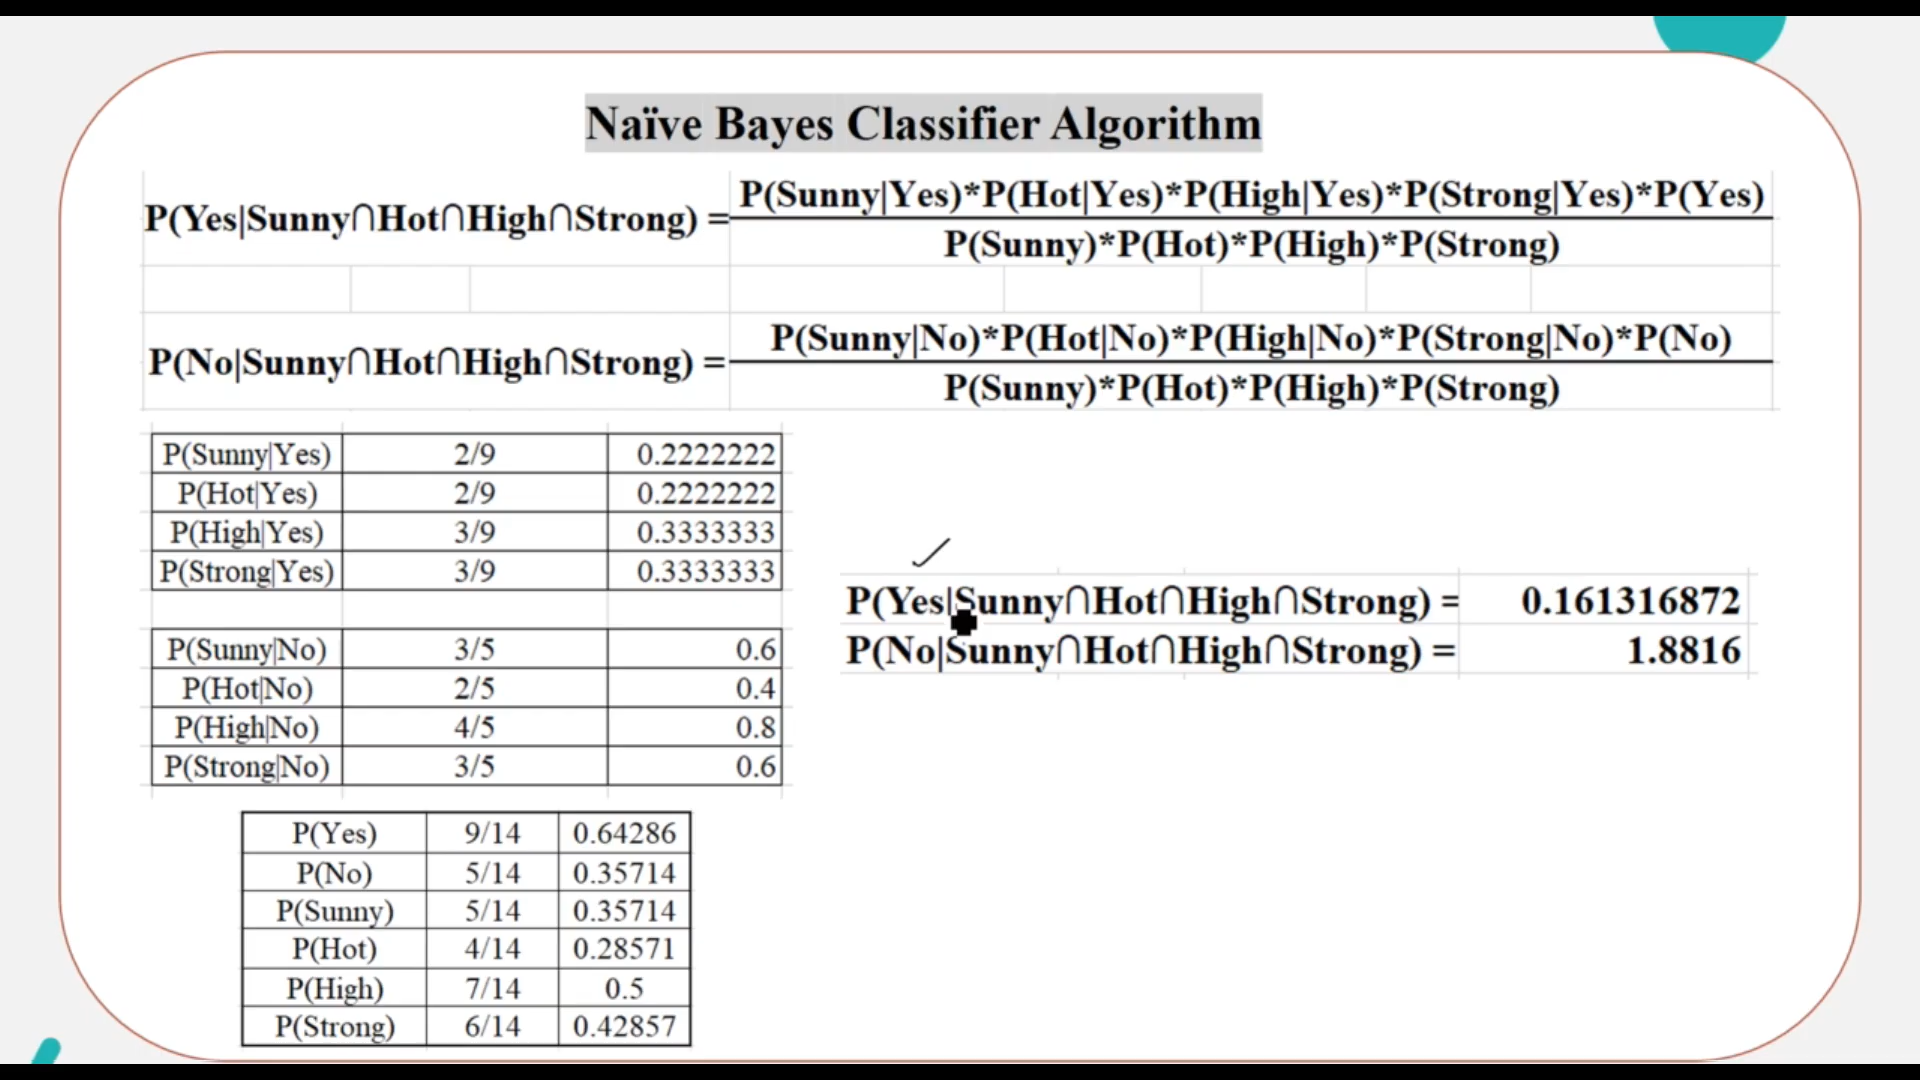 Naïve Bayes Classifier Algorithm
P(Yes|Sunny∩Hot∩High∩Strong) = P(Sunny|Yes)*P(Hot|Yes)*P(High|Yes)*P(Strong|Yes)*P(Yes)
P(Sunny)*P(Hot)*P(High)*P(Strong)
P(No|Sunny∩Hot∩High∩Strong) = P(Sunny|No)*P(Hot|No)*P(High|No)*P(Strong|No)*P(No)
P(Sunny)*P(Hot)*P(High)*P(Strong)
P(Sunny|Yes) 2/9 0.2222222
P(Hot|Yes) 2/9 0.2222222
P(High|Yes) 3/9 0.3333333
P(Strong|Yes) 3/9 0.3333333
P(Sunny|No) 3/5 0.6
P(Hot|No) 2/5 0.4
P(High|No) 4/5 0.8
P(Strong|No) 3/5 0.6
P(Yes) 9/14 0.64286
P(No) 5/14 0.35714
P(Sunny) 5/14 0.35714
P(Hot) 4/14 0.28571
P(High) 7/14 0.5
P(Strong) 6/14 0.42857
P(Yes|Sunny∩Hot∩High∩Strong) = 0.161316872
P(No|Sunny∩Hot∩High∩Strong) = 1.8816